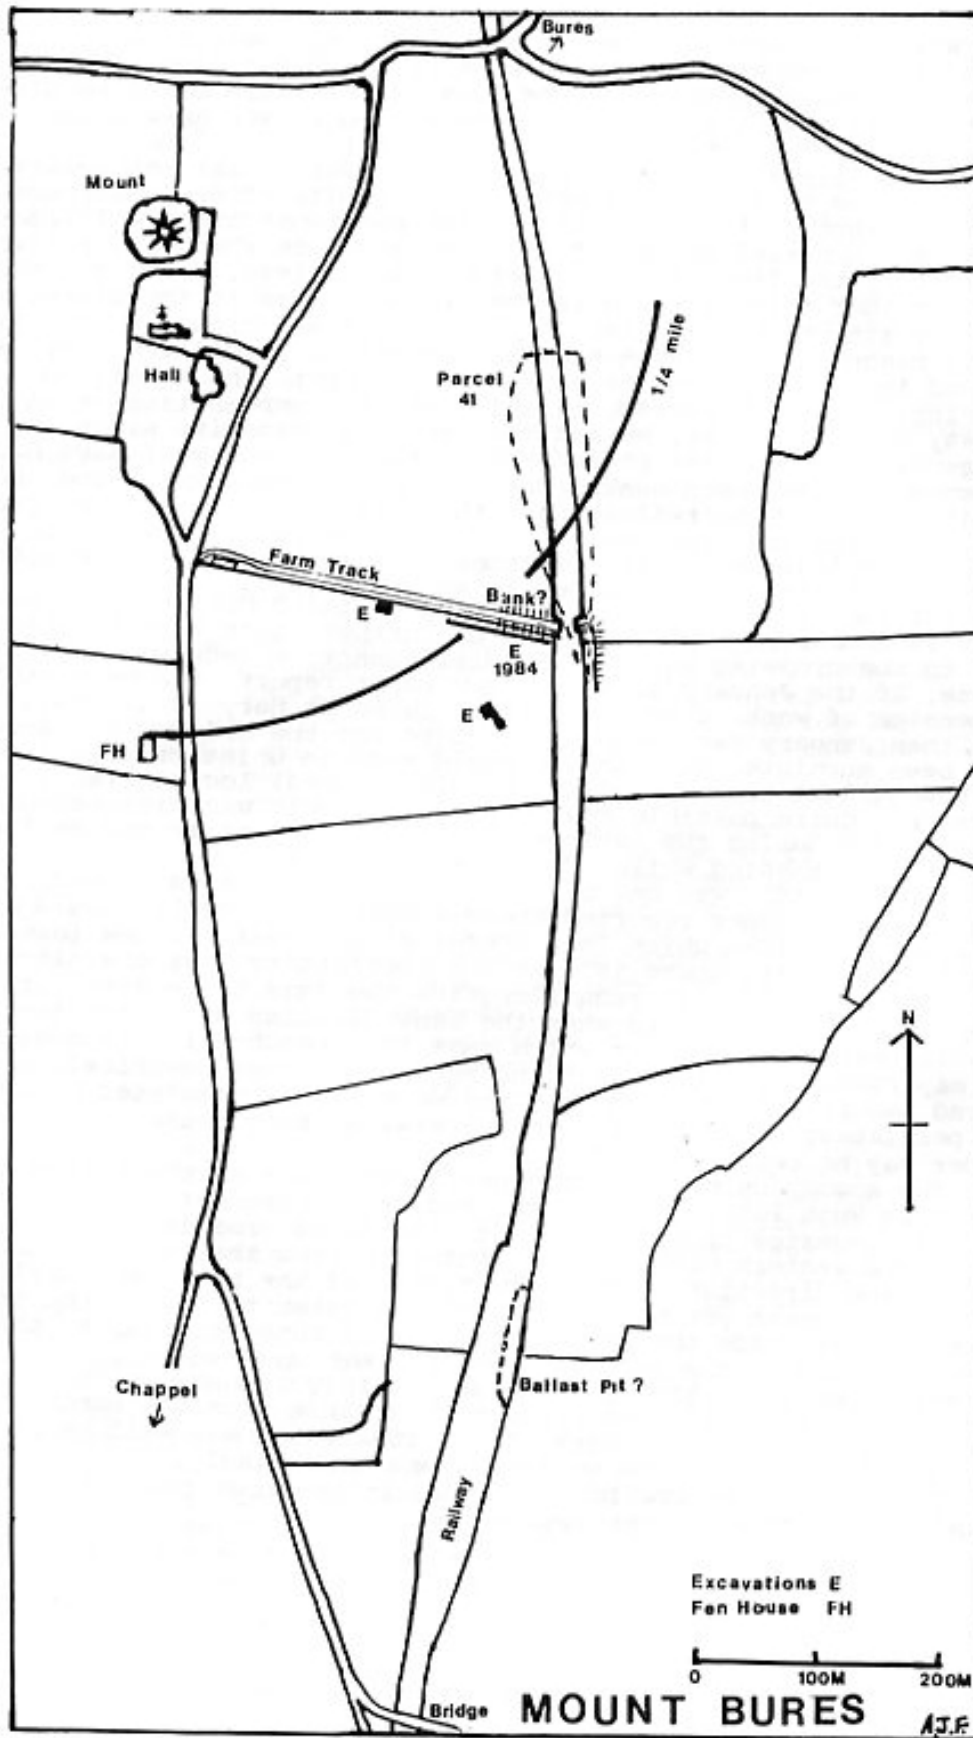 Bures
Mount
Hall
Parcel
41
1/4 mile
Farm Track
Bank?
E
E
1984
E
FH
N
Chappel
Ballast Pit ?
Railway
Excavations E
Fen House FH
0 100M 200M
Bridge
MOUNT BURES
A.J.F.